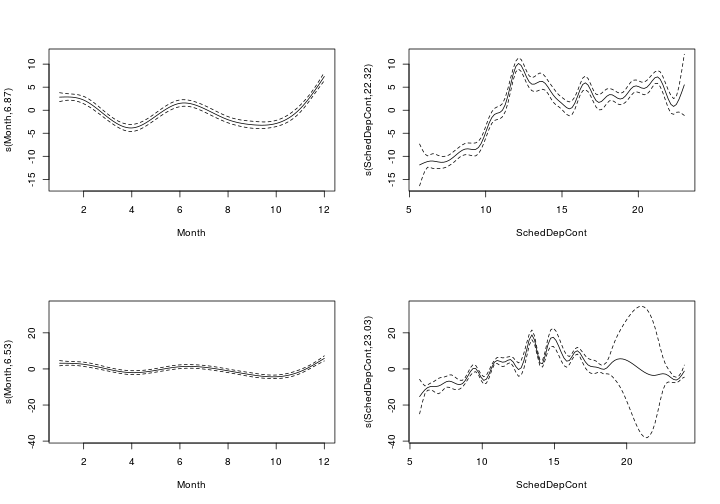 s(Month,6.87)
10
5
0
-5
-10
-15
2 4 6 8 10 12
Month
s(SchedDepCont,22.32)
10
5
0
-5
-10
-15
5 10 15 20
SchedDepCont
s(Month,6.53)
20
0
-20
-40
2 4 6 8 10 12
Month
s(SchedDepCont,23.03)
20
0
-20
-40
5 10 15 20
SchedDepCont